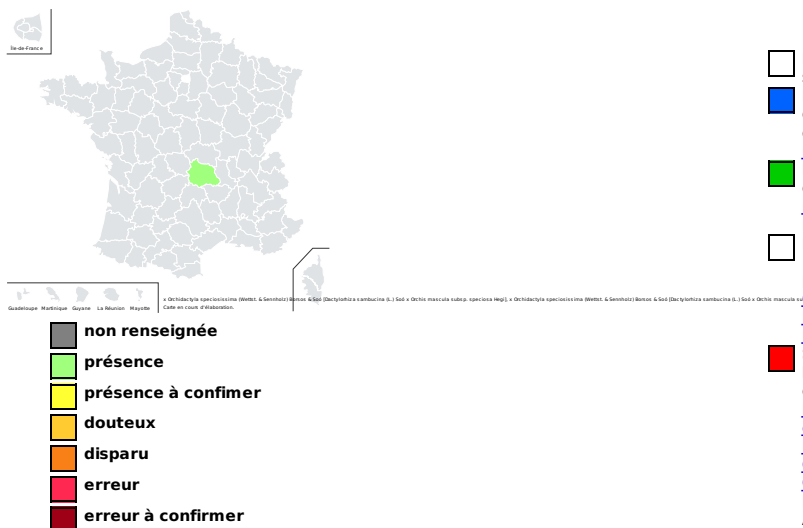 Île-de-France
Guadeloupe Martinique Guyane La Réunion Mayotte
x Orchidactyla speciosissima (Wettst. & Sennholz) Borsos & Soó [Dactylorhiza sambucina (L.) Soó x Orchis mascula subsp. speciosa Hegi], x Orchidactyla speciosissima (Wettst. & Sennholz) Borsos & Soó [Dactylorhiza sambucina (L.) Soó x Orchis mascula su
Carte en cours d'élaboration.
non renseignée
présence
présence à confimer
douteux
disparu
erreur
erreur à confirmer